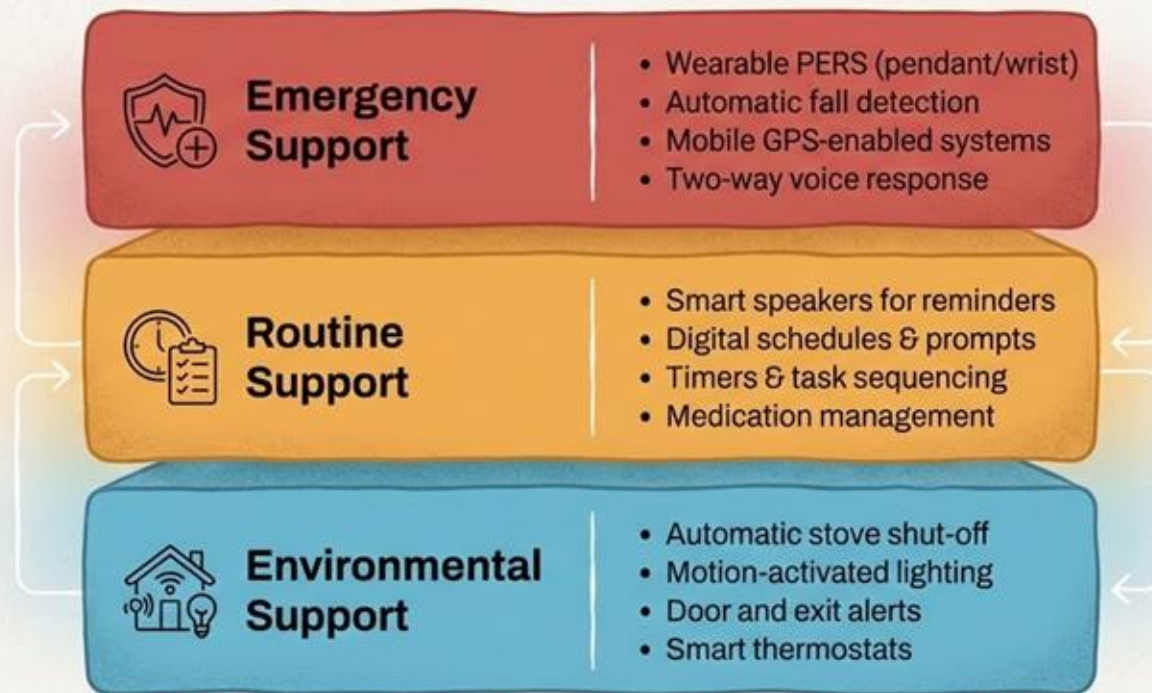 Emergency
Support
• Wearable PERS (pendant/wrist)
• Automatic fall detection
• Mobile GPS-enabled systems
• Two-way voice response
Routine
Support
• Smart speakers for reminders
• Digital schedules & prompts
• Timers & task sequencing
• Medication management
Environmental
Support
• Automatic stove shut-off
• Motion-activated lighting
• Door and exit alerts
• Smart thermostats